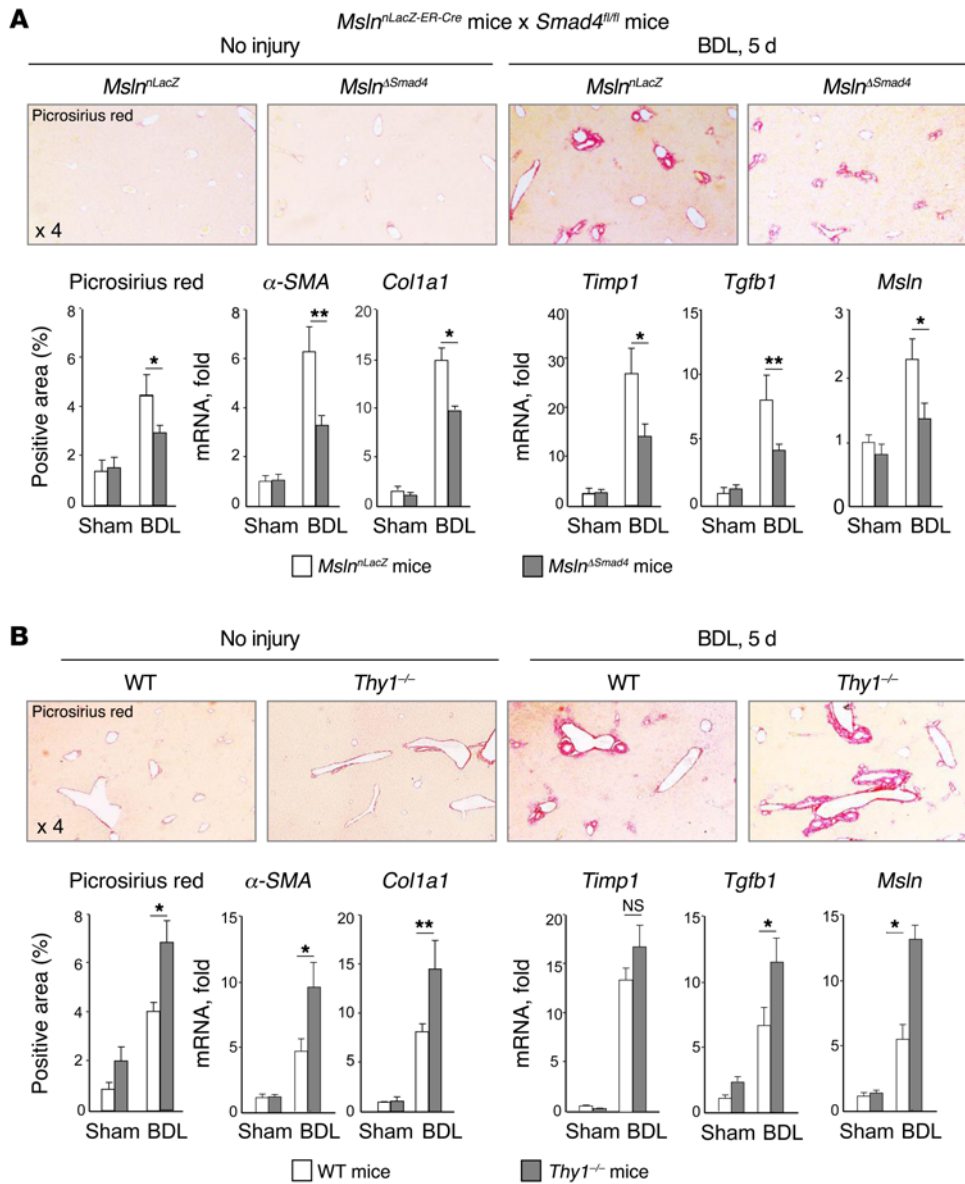 A
Msln^nLacZ-ER-Cre mice x Smad4^fl/fl mice
No injury
BDL, 5 d
Msln^nLacZ
Msln^ΔSmad4
Msln^nLacZ
Msln^ΔSmad4
Picrosirius red
x 4
Picrosirius red
α-SMA
Col1a1
Timp1
Tgfb1
Msln
Positive area (%)
8
6
4
2
0
Sham BDL
*
mRNA, fold
8
6
4
2
0
Sham BDL
**
20
15
10
5
0
Sham BDL
*
mRNA, fold
40
30
20
10
0
Sham BDL
*
15
10
5
0
Sham BDL
**
3
2
1
0
Sham BDL
*
Msln^nLacZ mice
Msln^ΔSmad4 mice
B
No injury
BDL, 5 d
WT
Thy1^–/–
WT
Thy1^–/–
Picrosirius red
x 4
Picrosirius red
α-SMA
Col1a1
Timp1
Tgfb1
Msln
Positive area (%)
8
6
4
2
0
Sham BDL
*
mRNA, fold
15
10
5
0
Sham BDL
*
20
15
10
5
0
Sham BDL
**
mRNA, fold
20
15
10
5
0
Sham BDL
NS
15
10
5
0
Sham BDL
*
15
10
5
0
Sham BDL
*
WT mice
Thy1^–/– mice